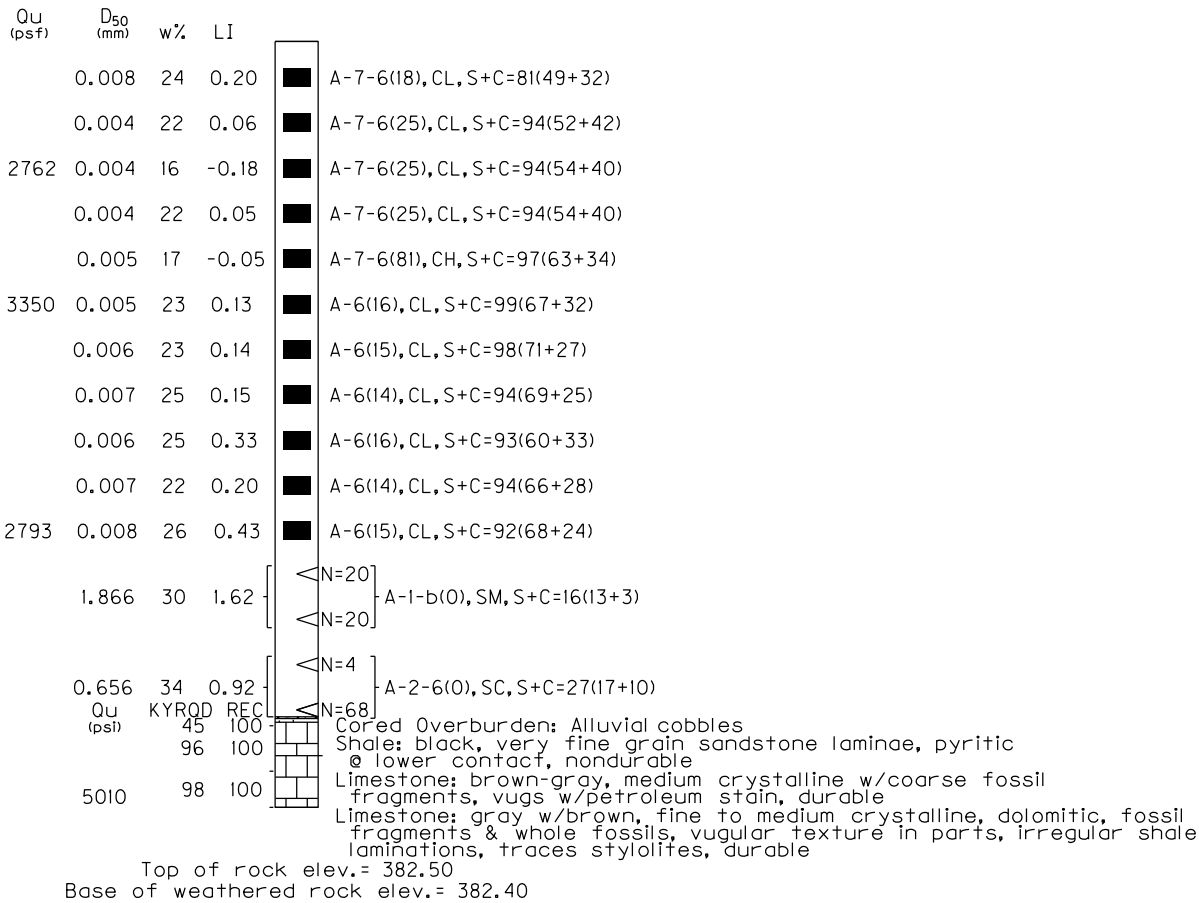 Qu D50 w% LI
(psf) (mm)
0.008 24 0.20 A-7-6(18),CL,S+C=81(49+32)
0.004 22 0.06 A-7-6(25),CL,S+C=94(52+42)
2762 0.004 16 -0.18 A-7-6(25),CL,S+C=94(54+40)
0.004 22 0.05 A-7-6(25),CL,S+C=94(54+40)
0.005 17 -0.05 A-7-6(81),CH,S+C=97(63+34)
3350 0.005 23 0.13 A-6(16),CL,S+C=99(67+32)
0.006 23 0.14 A-6(15),CL,S+C=98(71+27)
0.007 25 0.15 A-6(14),CL,S+C=94(69+25)
0.006 25 0.33 A-6(16),CL,S+C=93(60+33)
0.007 22 0.20 A-6(14),CL,S+C=94(66+28)
2793 0.008 26 0.43 A-6(15),CL,S+C=92(68+24)
N=20
1.866 30 1.62 A-1-b(0),SM,S+C=16(13+3)
N=20
N=4
0.656 34 0.92 A-2-6(0),SC,S+C=27(17+10)
Qu KYRQD REC N=68
(psi) 45 100 Cored Overburden: Alluvial cobbles
96 100 Shale: black, very fine grain sandstone laminae, pyritic
@ lower contact, nondurable
Limestone: brown-gray, medium crystalline w/coarse fossil
5010 98 100 fragments, vugs w/petroleum stain, durable
Limestone: gray w/brown, fine to medium crystalline, dolomitic, fossil
fragments & whole fossils, vugular texture in parts, irregular shale
laminations, traces stylolites, durable
Top of rock elev.= 382.50
Base of weathered rock elev.= 382.40